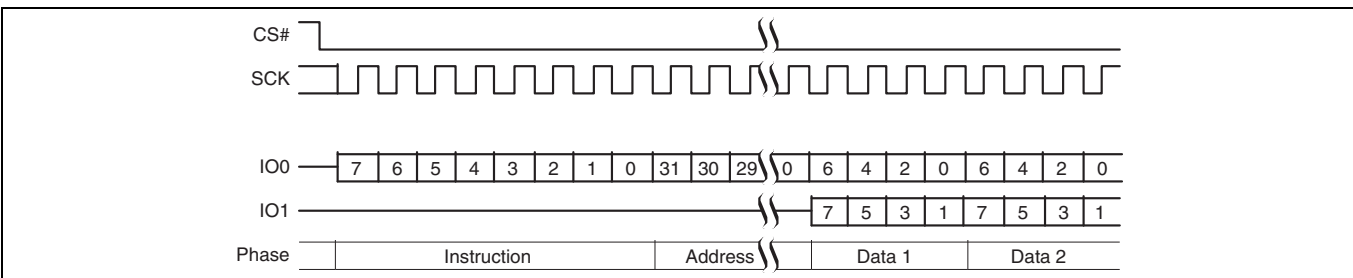 CS#
SCK
IO0 7 6 5 4 3 2 1 0 31 30 29 0 6 4 2 0 6 4 2 0
IO1 7 5 3 1 7 5 3 1
Phase Instruction Address Data 1 Data 2